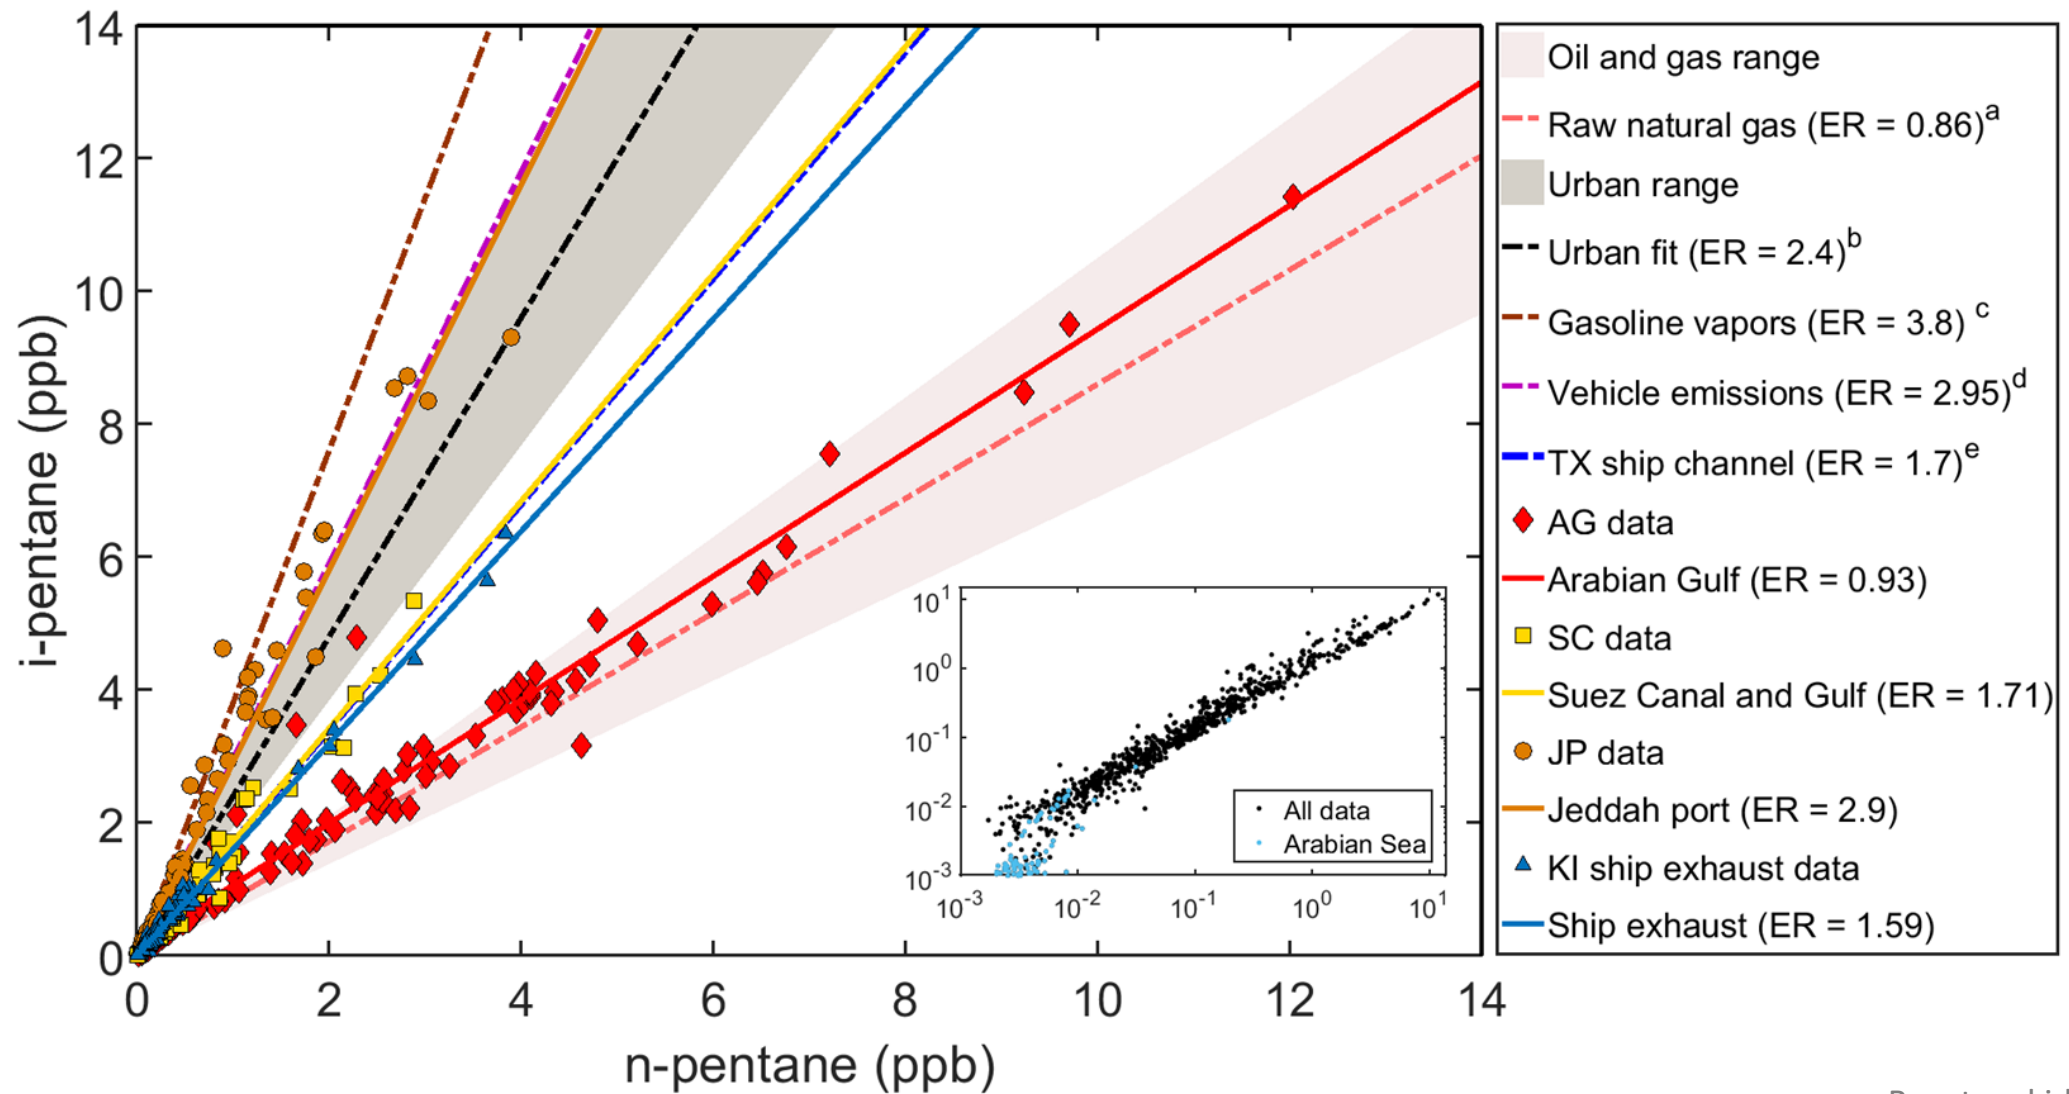 14
12
10
8
6
4
2
0
i-pentane (ppb)
0 2 4 6 8 10 12 14
n-pentane (ppb)
10^1
10^0
10^-1
10^-2
10^-3
10^-3 10^-2 10^-1 10^0 10^1
All data
Arabian Sea
Oil and gas range
Raw natural gas (ER = 0.86)^a
Urban range
Urban fit (ER = 2.4)^b
Gasoline vapors (ER = 3.8) ^c
Vehicle emissions (ER = 2.95)^d
TX ship channel (ER = 1.7)^e
AG data
Arabian Gulf (ER = 0.93)
SC data
Suez Canal and Gulf (ER = 1.71)
JP data
Jeddah port (ER = 2.9)
KI ship exhaust data
Ship exhaust (ER = 1.59)